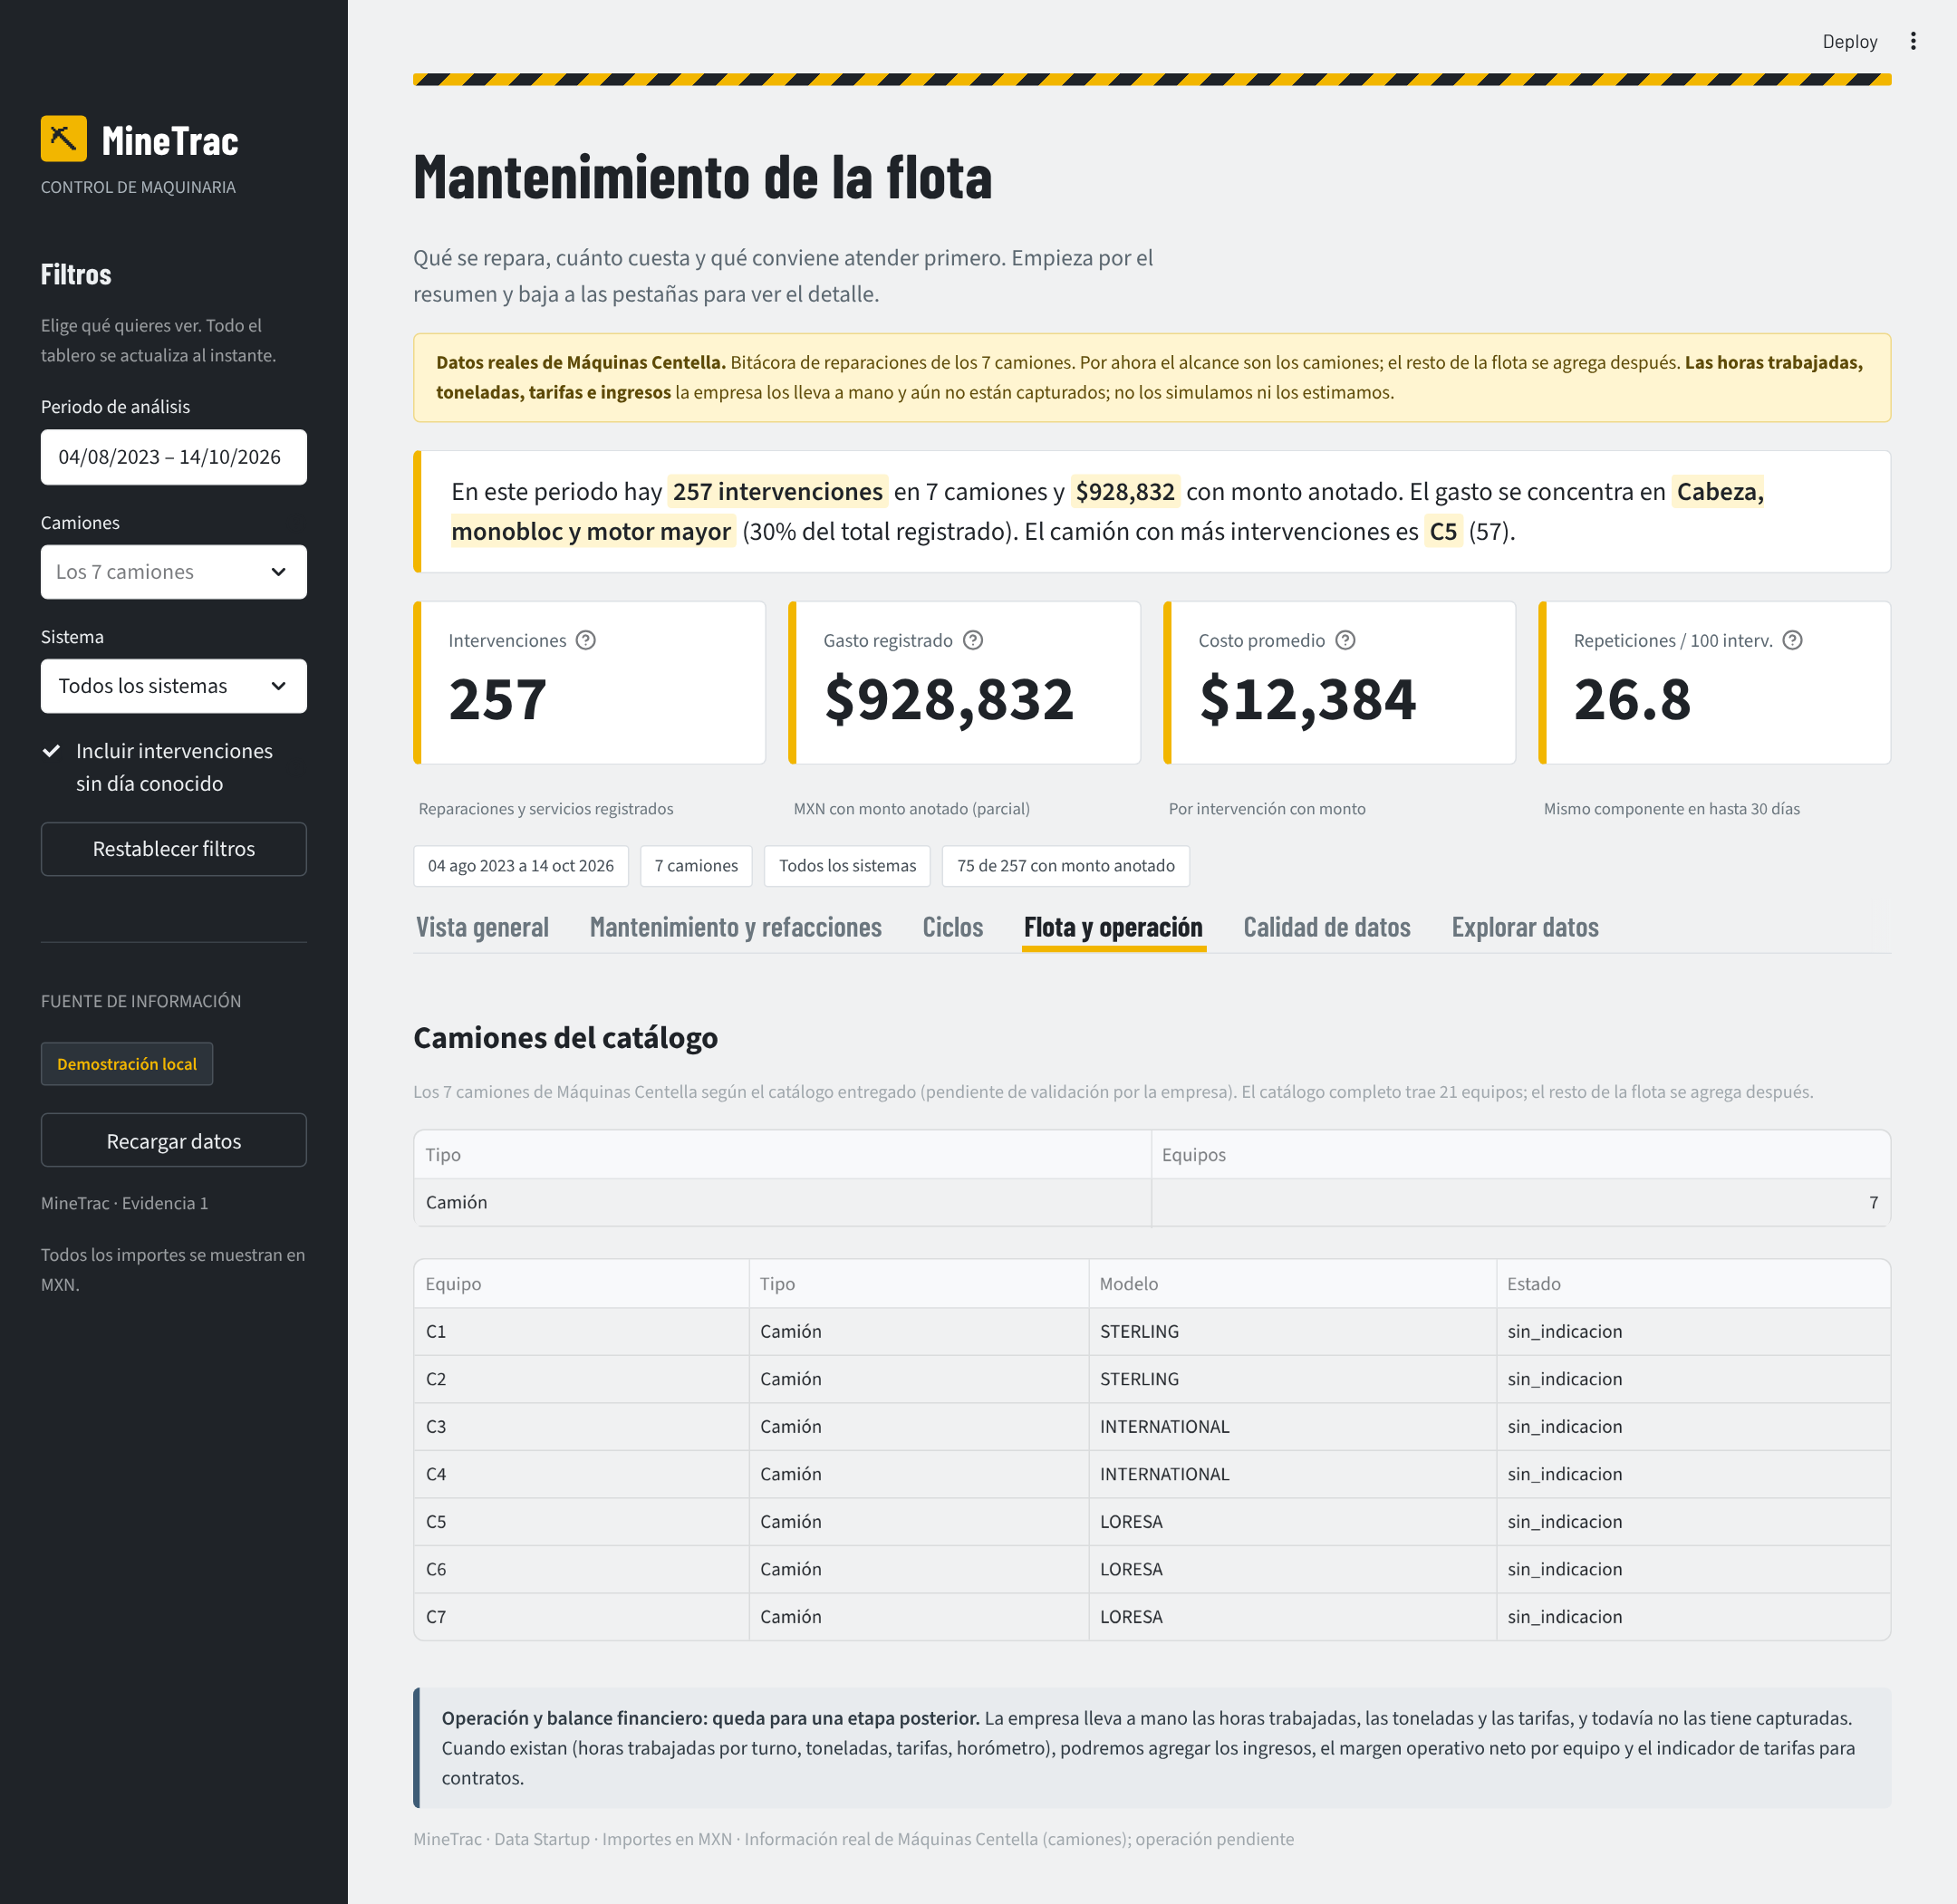 Deploy
MineTrac
CONTROL DE MAQUINARIA
Filtros
Elige qué quieres ver. Todo el
tablero se actualiza al instante.
Periodo de análisis
04/08/2023 – 14/10/2026
Camiones
Los 7 camiones
Sistema
Todos los sistemas
Incluir intervenciones
sin día conocido
Restablecer filtros
FUENTE DE INFORMACIÓN
Demostración local
Recargar datos
MineTrac · Evidencia 1
Todos los importes se muestran en
MXN.
Mantenimiento de la flota
Qué se repara, cuánto cuesta y qué conviene atender primero. Empieza por el
resumen y baja a las pestañas para ver el detalle.
Datos reales de Máquinas Centella. Bitácora de reparaciones de los 7 camiones. Por ahora el alcance son los camiones; el resto de la flota se agrega después. Las horas trabajadas,
toneladas, tarifas e ingresos la empresa los lleva a mano y aún no están capturados; no los simulamos ni los estimamos.
En este periodo hay 257 intervenciones en 7 camiones y $928,832 con monto anotado. El gasto se concentra en Cabeza,
monobloc y motor mayor (30% del total registrado). El camión con más intervenciones es C5 (57).
Intervenciones
257
Reparaciones y servicios registrados
Gasto registrado
$928,832
MXN con monto anotado (parcial)
Costo promedio
$12,384
Por intervención con monto
Repeticiones / 100 interv.
26.8
Mismo componente en hasta 30 días
04 ago 2023 a 14 oct 2026
7 camiones
Todos los sistemas
75 de 257 con monto anotado
Vista general
Mantenimiento y refacciones
Ciclos
Flota y operación
Calidad de datos
Explorar datos
Camiones del catálogo
Los 7 camiones de Máquinas Centella según el catálogo entregado (pendiente de validación por la empresa). El catálogo completo trae 21 equipos; el resto de la flota se agrega después.
Tipo Equipos
Camión 7
Equipo Tipo Modelo Estado
C1 Camión STERLING sin_indicacion
C2 Camión STERLING sin_indicacion
C3 Camión INTERNATIONAL sin_indicacion
C4 Camión INTERNATIONAL sin_indicacion
C5 Camión LORESA sin_indicacion
C6 Camión LORESA sin_indicacion
C7 Camión LORESA sin_indicacion
Operación y balance financiero: queda para una etapa posterior. La empresa lleva a mano las horas trabajadas, las toneladas y las tarifas, y todavía no las tiene capturadas.
Cuando existan (horas trabajadas por turno, toneladas, tarifas, horómetro), podremos agregar los ingresos, el margen operativo neto por equipo y el indicador de tarifas para
contratos.
MineTrac · Data Startup · Importes en MXN · Información real de Máquinas Centella (camiones); operación pendiente